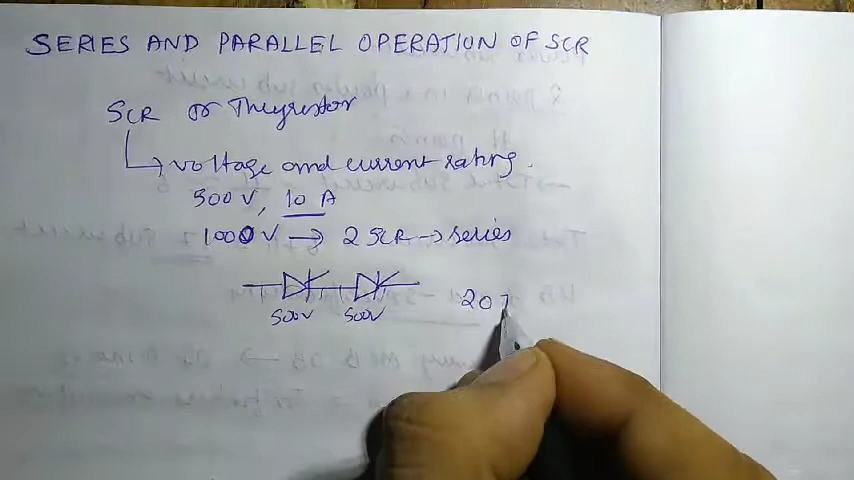 SERIES AND PARALLEL OPERATION OF SCR
SCR or Thyristor
voltage and current rating.
500 V, 10 A
1000 V → 2 SCR → series
500V 500V 20